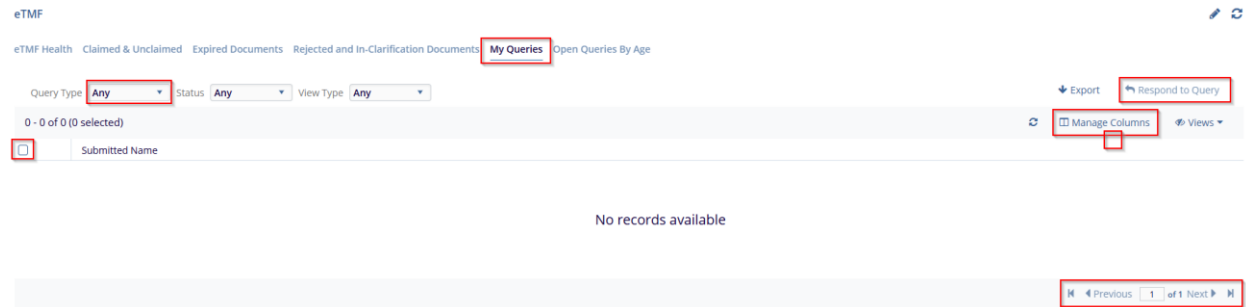 eTMF
eTMF Health Claimed & Unclaimed Expired Documents Rejected and In-Clarification Documents My Queries Open Queries By Age
Query Type Any Status Any View Type Any Export Respond to Query
0 - 0 of 0 (0 selected) Manage Columns Views
Submitted Name
No records available
Previous 1 of 1 Next